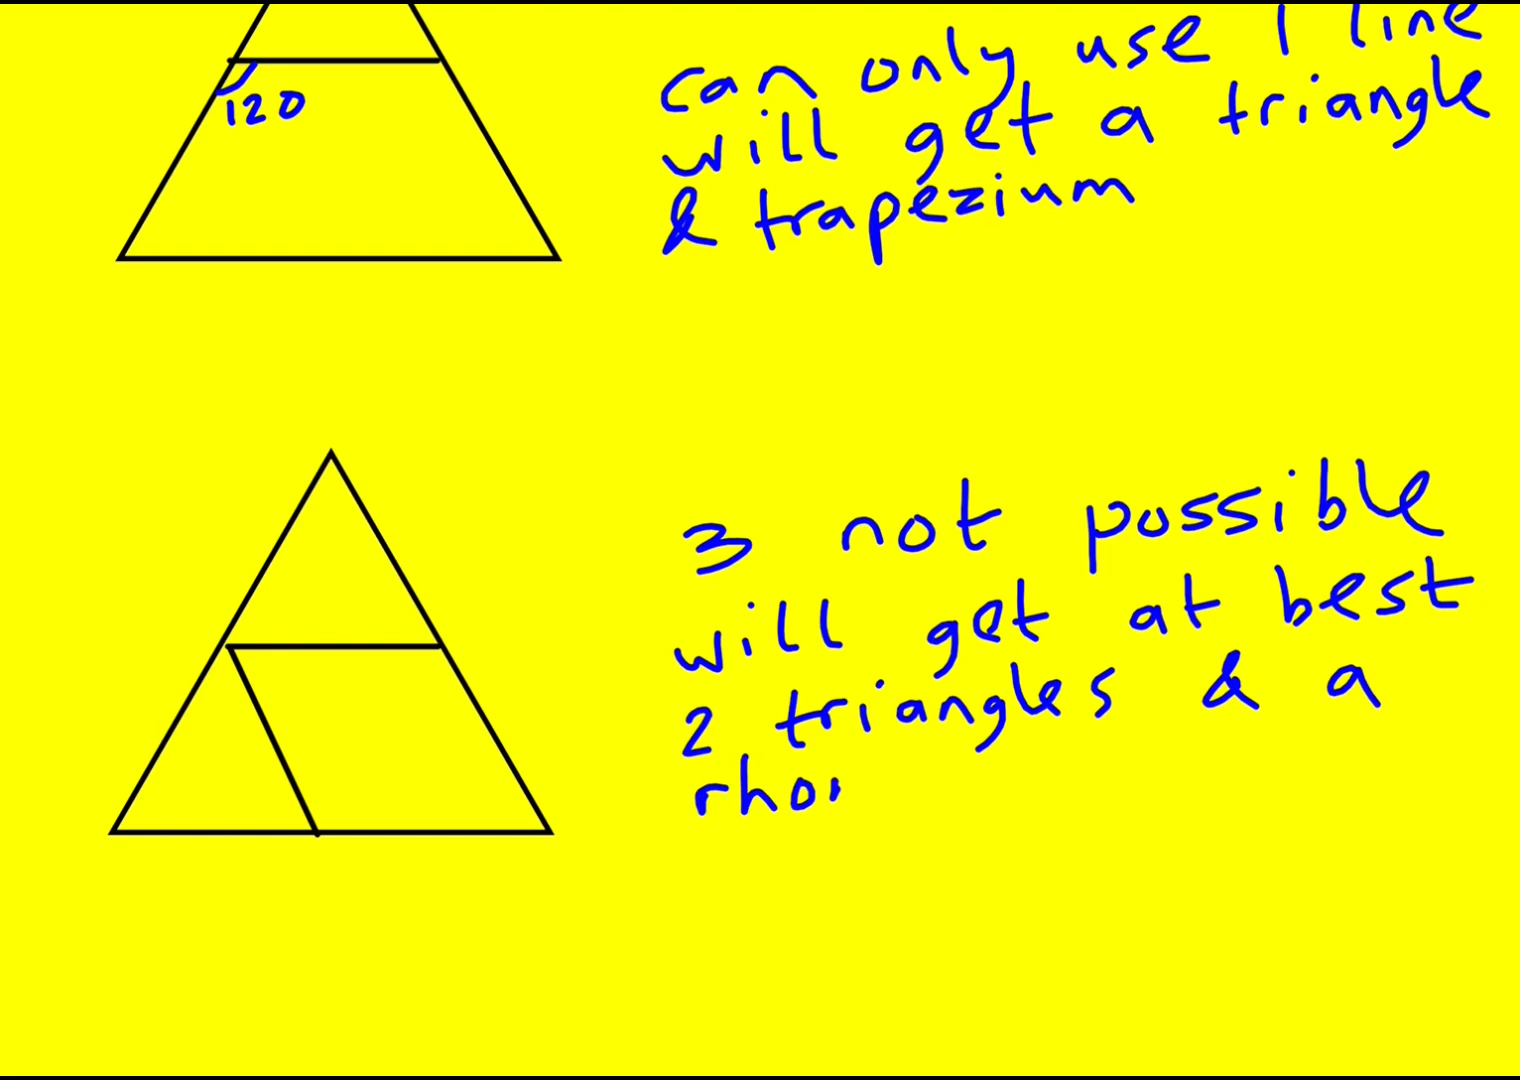 120
can only use 1 line
will get a triangle
& trapezium
3 not possible
will get at best
2 triangles & a